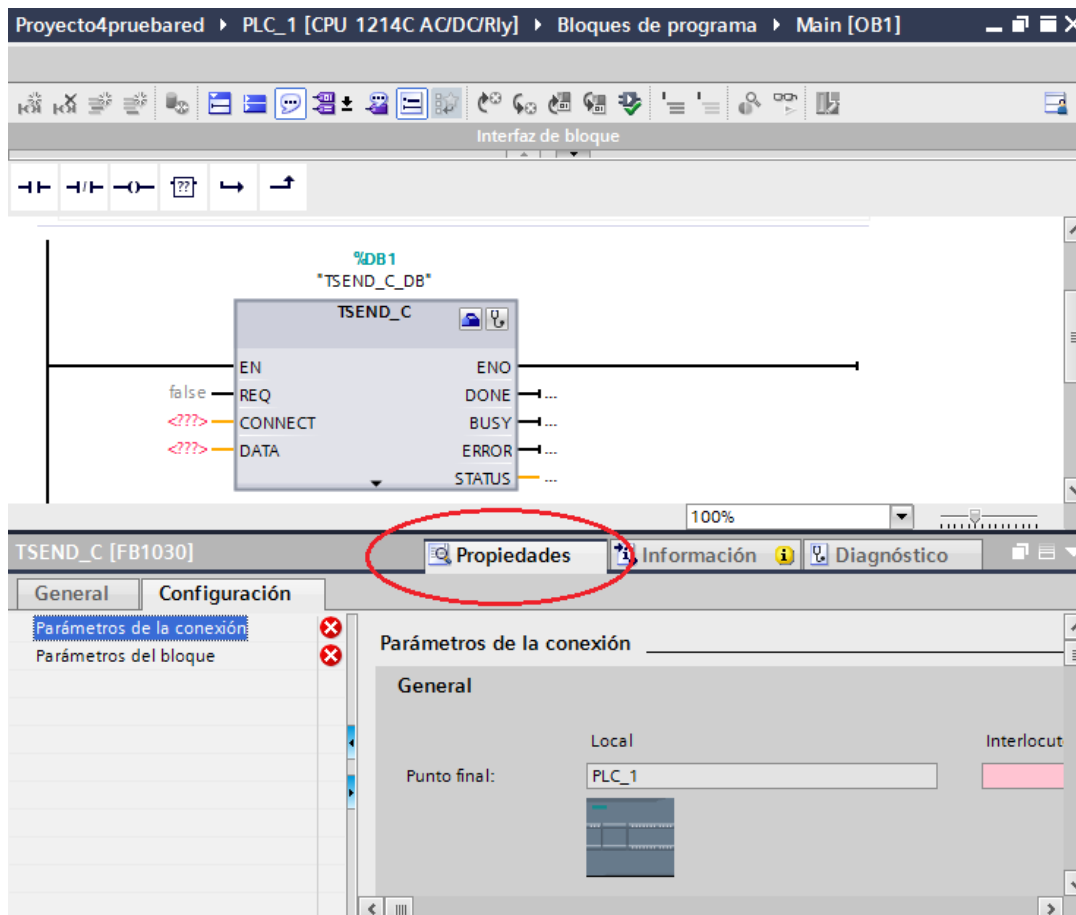 Proyecto4pruebared ▸ PLC_1 [CPU 1214C AC/DC/Rly] ▸ Bloques de programa ▸ Main [OB1]
Interfaz de bloque
??
%DB1
"TSEND_C_DB"
TSEND_C
EN ENO
false REQ DONE ...
<???> CONNECT BUSY ...
<???> DATA ERROR ...
STATUS ...
100%
TSEND_C [FB1030] Propiedades Información Diagnóstico
General Configuración
Parámetros de la conexión
Parámetros del bloque
Parámetros de la conexión
General
Local Interlocut
Punto final: PLC_1